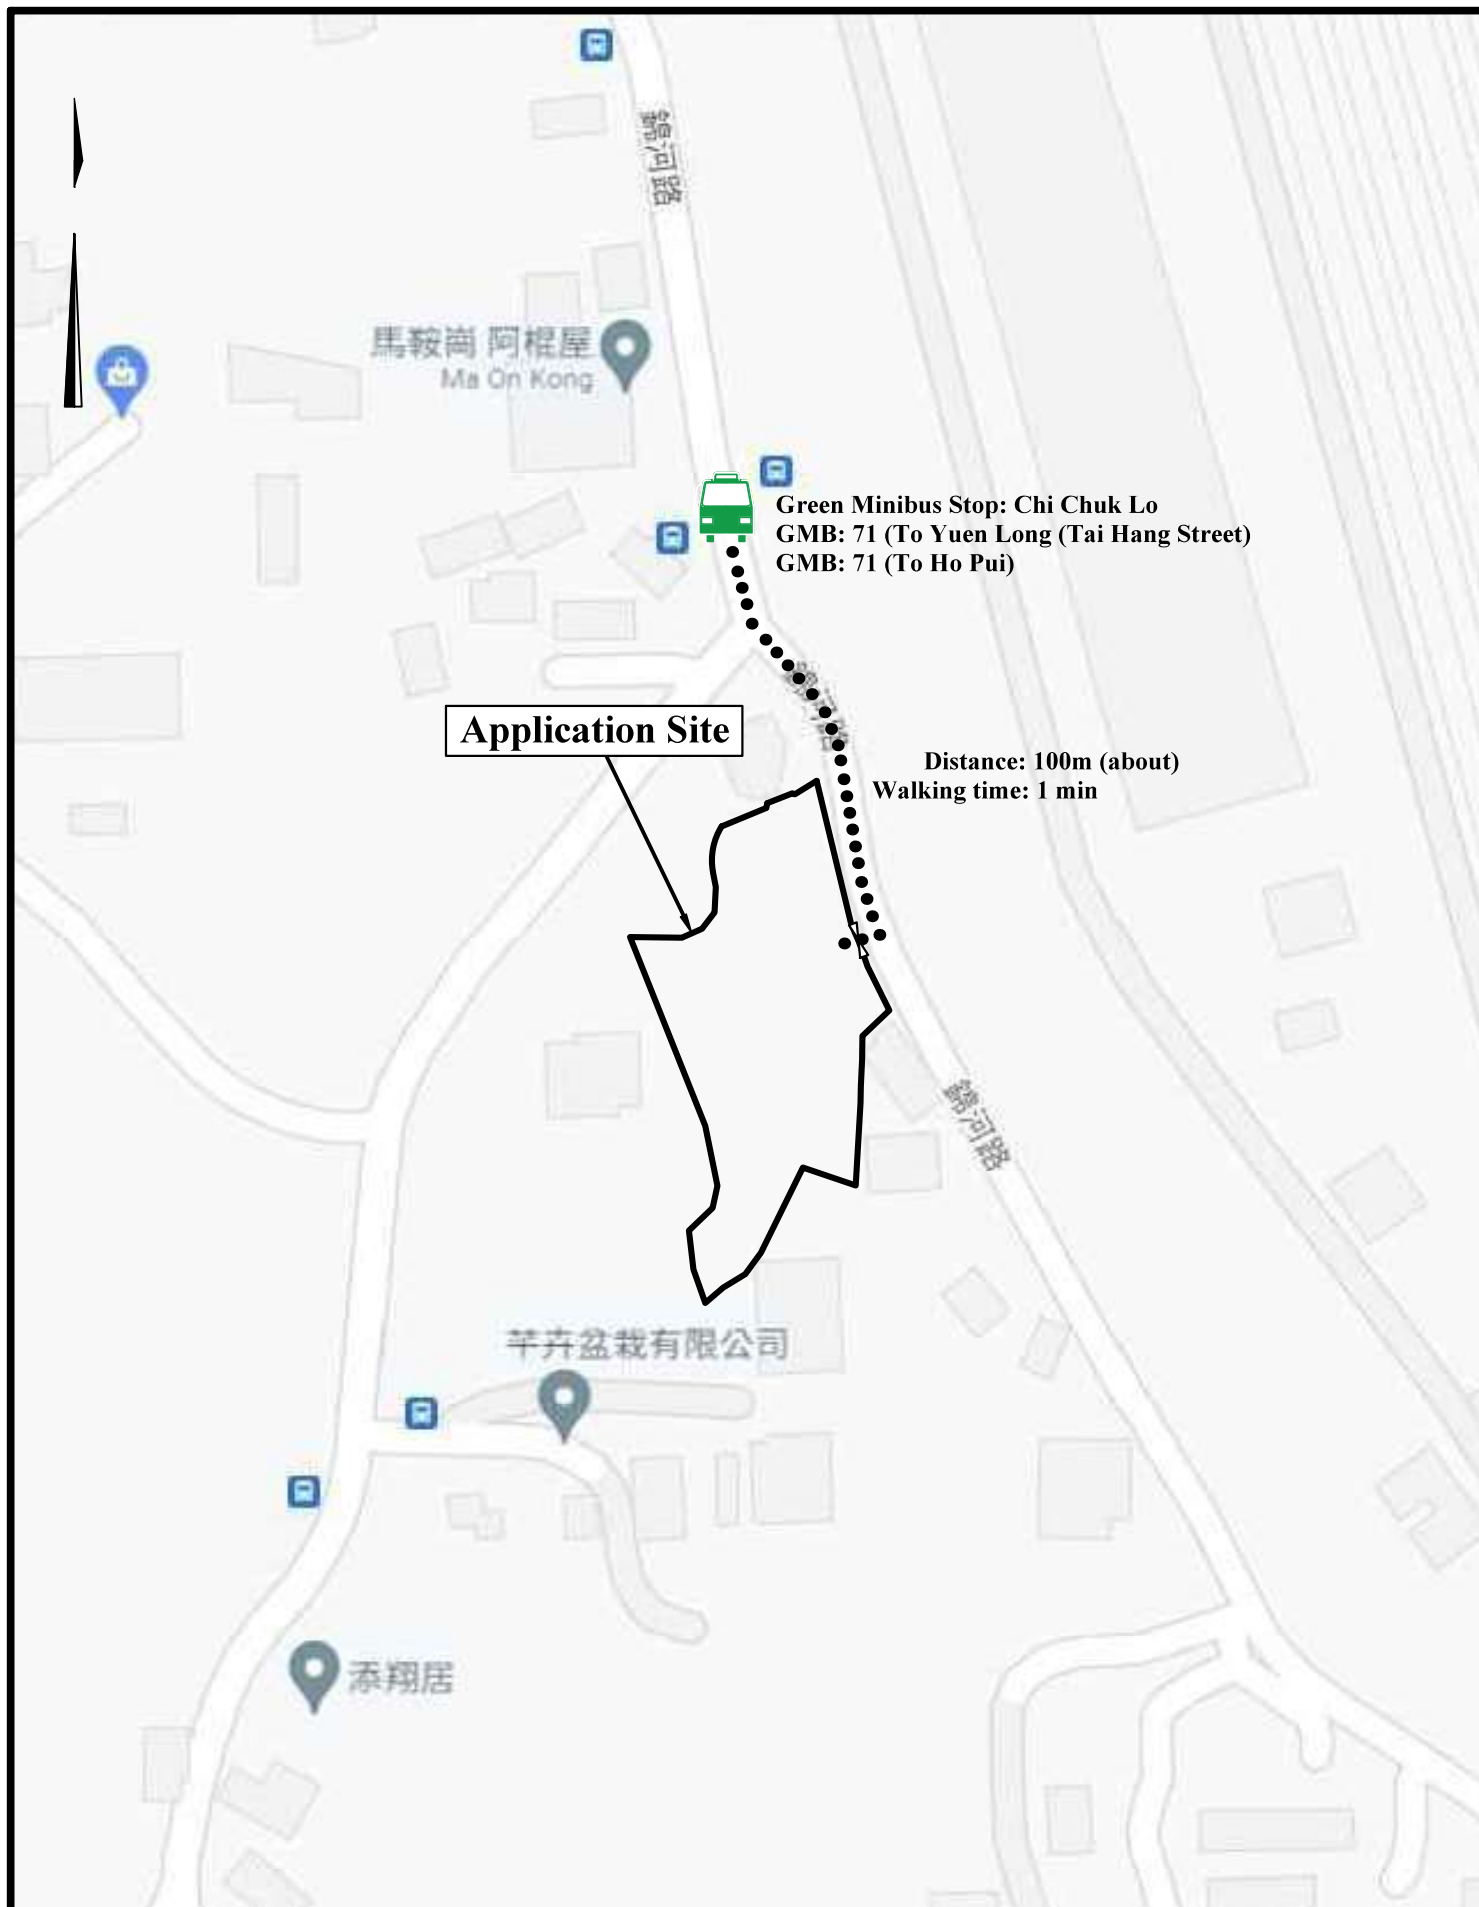 錦河路
馬鞍崗 阿棍屋
Ma On Kong
Green Minibus Stop: Chi Chuk Lo
GMB: 71 (To Yuen Long (Tai Hang Street)
GMB: 71 (To Ho Pui)
Application Site
Distance: 100m (about)
Walking time: 1 min
錦河路
芊卉盆栽有限公司
添翔居